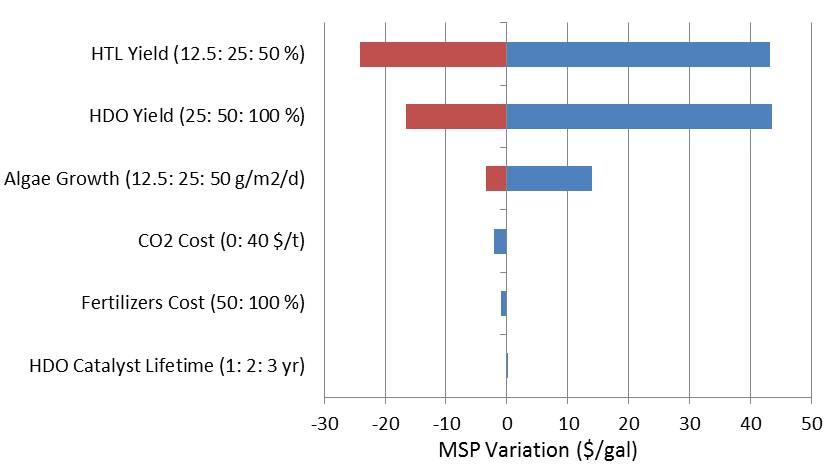 HTL Yield (12.5: 25: 50 %)
HDO Yield (25: 50: 100 %)
Algae Growth (12.5: 25: 50 g/m2/d)
CO2 Cost (0: 40 $/t)
Fertilizers Cost (50: 100 %)
HDO Catalyst Lifetime (1: 2: 3 yr)
-30 -20 -10 0 10 20 30 40 50
MSP Variation ($/gal)